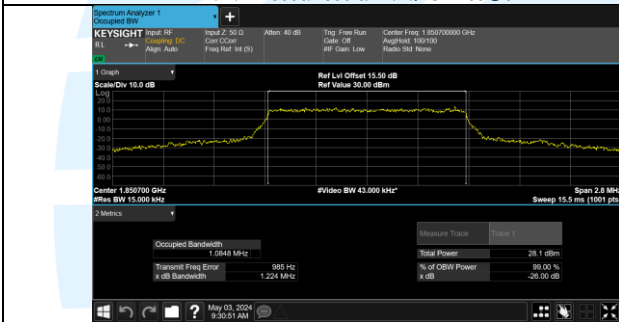 Spectrum Analyzer 1
Occupied BW
+
KEYSIGHT Input: RF Input Z: 50 Ω Atten: 40 dB Trig: Free Run Center Freq: 1.850700000 GHz
RL Coupling: DC Corr CCorr Gate: Off Avg|Hold: 100/100
Align: Auto Freq Ref: Int (S) #IF Gain: Low Radio Std: None
1 Graph
Ref Lvl Offset 15.50 dB
Scale/Div 10.0 dB Ref Value 30.00 dBm
Log
20.0
10.0
0.00
-10.0
-20.0
-30.0
-40.0
-50.0
-60.0
Center 1.850700 GHz #Video BW 43.000 kHz* Span 2.8 MHz
#Res BW 15.000 kHz Sweep 15.5 ms (1001 pts
2 Metrics
Measure Trace Trace 1
Occupied Bandwidth
1.0848 MHz Total Power 28.1 dBm
Transmit Freq Error 985 Hz % of OBW Power 99.00 %
x dB Bandwidth 1.224 MHz x dB -26.00 dB
May 03, 2024
9:30:51 AM